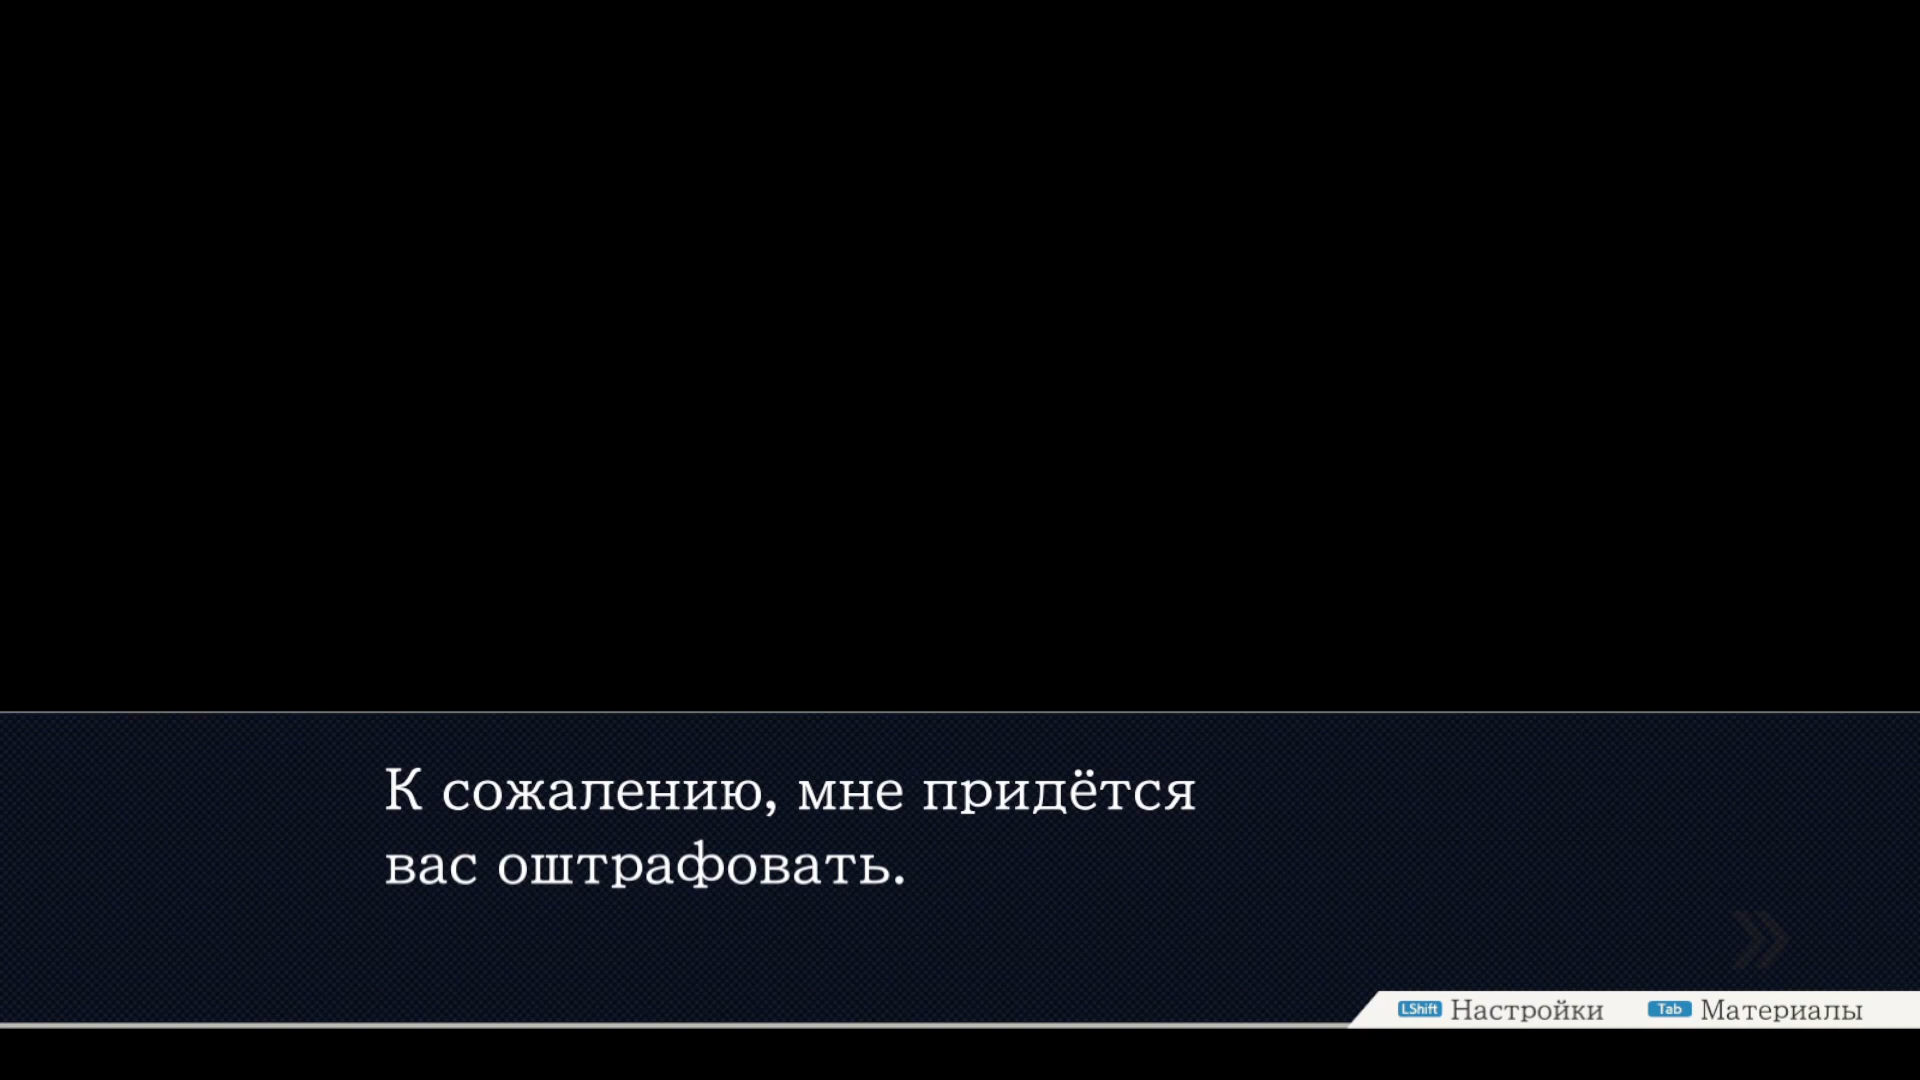 К сожалению, мне придётся
вас оштрафовать.
LShift Настройки Tab Материалы